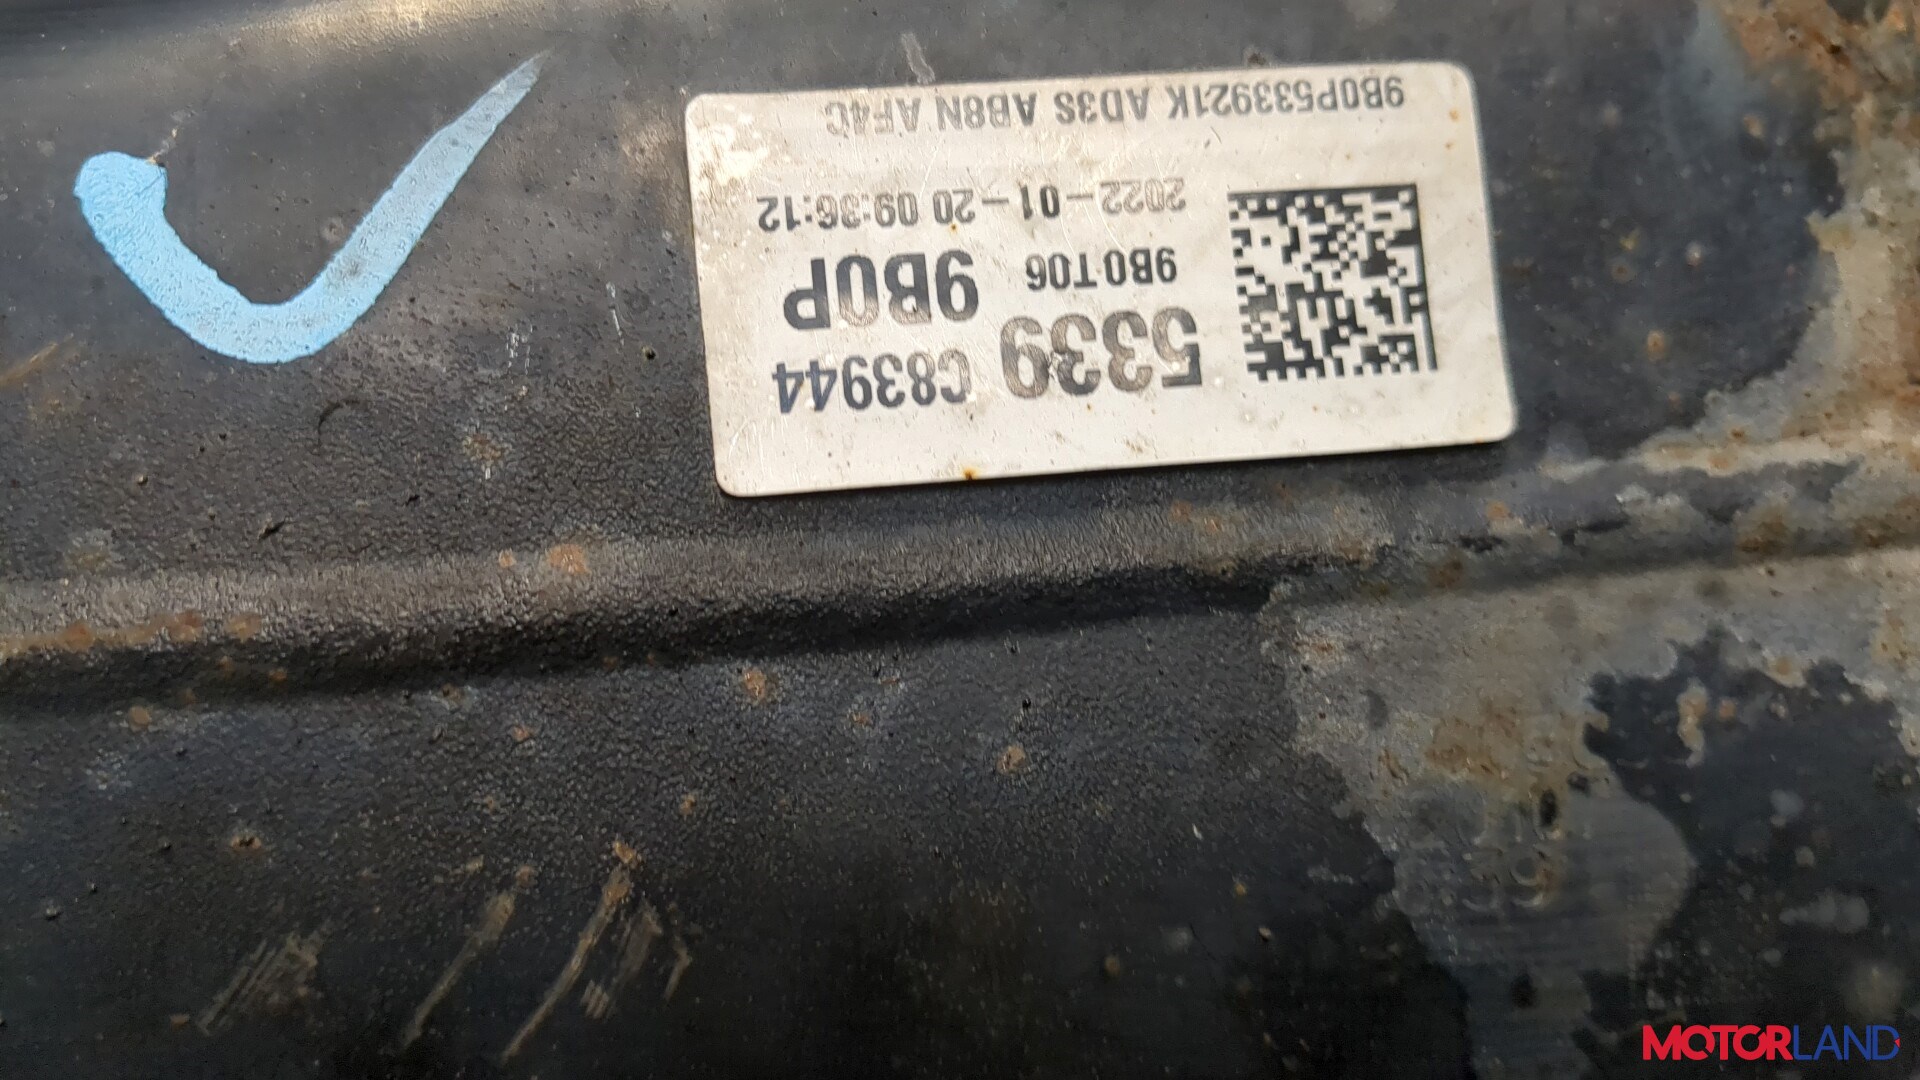 5339 C83944
9B0T06 9B0P
2022-01-20 09:36:12
9B0P533921K AD3S AB8N AF4C
MOTORLAND